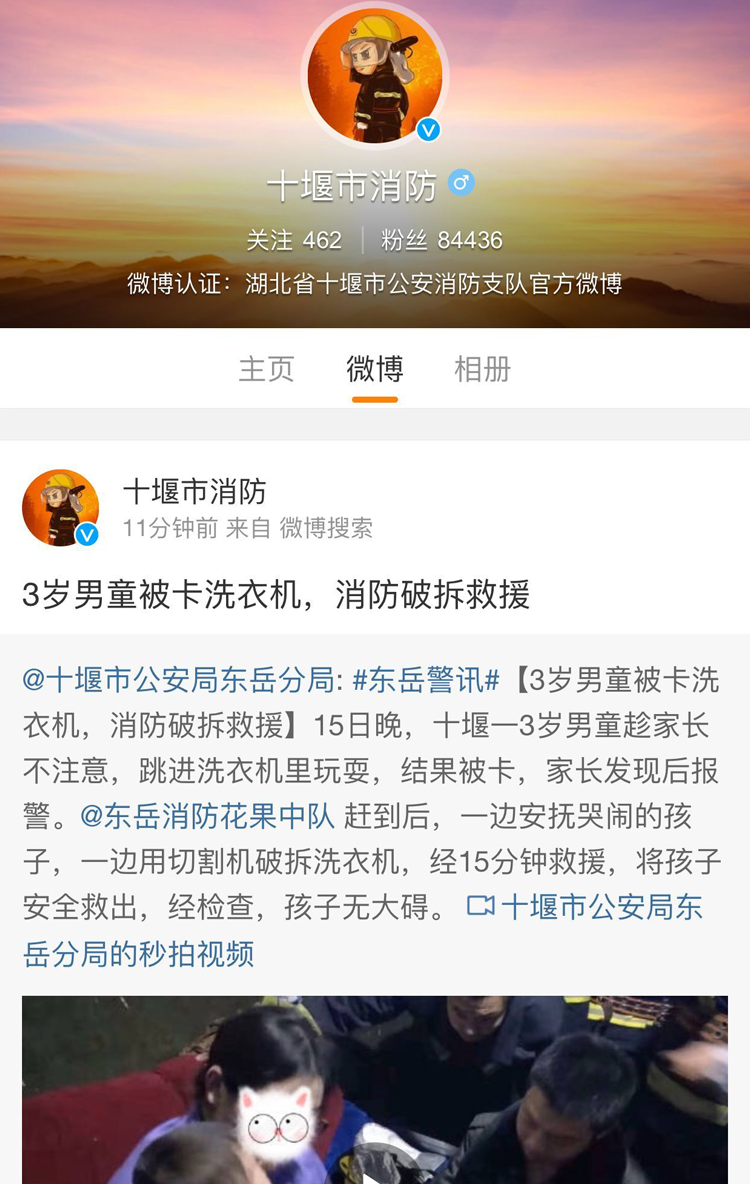 十堰市消防
关注 462 粉丝 84436
微博认证：湖北省十堰市公安消防支队官方微博
主页 微博 相册
十堰市消防
11分钟前 来自 微博搜索
3岁男童被卡洗衣机，消防破拆救援
@十堰市公安局东岳分局: #东岳警讯#【3岁男童被卡洗
衣机，消防破拆救援】15日晚，十堰一3岁男童趁家长
不注意，跳进洗衣机里玩耍，结果被卡，家长发现后报
警。@东岳消防花果中队 赶到后，一边安抚哭闹的孩
子，一边用切割机破拆洗衣机，经15分钟救援，将孩子
安全救出，经检查，孩子无大碍。 十堰市公安局东
岳分局的秒拍视频